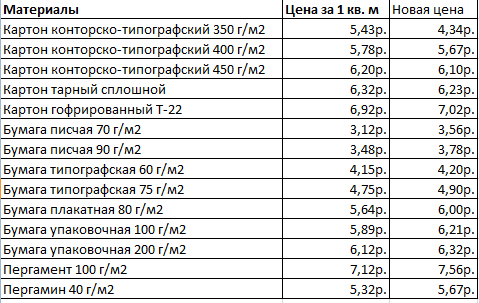 Материалы Цена за 1 кв. м Новая цена
Картон конторско-типографский 350 г/м2 5,43р. 4,34р.
Картон конторско-типографский 400 г/м2 5,78р. 5,67р.
Картон конторско-типографский 450 г/м2 6,20р. 6,10р.
Картон тарный сплошной 6,32р. 6,23р.
Картон гофрированный Т-22 6,92р. 7,02р.
Бумага писчая 70 г/м2 3,12р. 3,56р.
Бумага писчая 90 г/м2 3,48р. 3,78р.
Бумага типографская 60 г/м2 4,15р. 4,20р.
Бумага типографская 75 г/м2 4,75р. 4,90р.
Бумага плакатная 80 г/м2 5,64р. 6,00р.
Бумага упаковочная 100 г/м2 5,89р. 6,21р.
Бумага упаковочная 200 г/м2 6,12р. 6,32р.
Пергамент 100 г/м2 7,12р. 7,56р.
Пергамин 40 г/м2 5,32р. 5,67р.